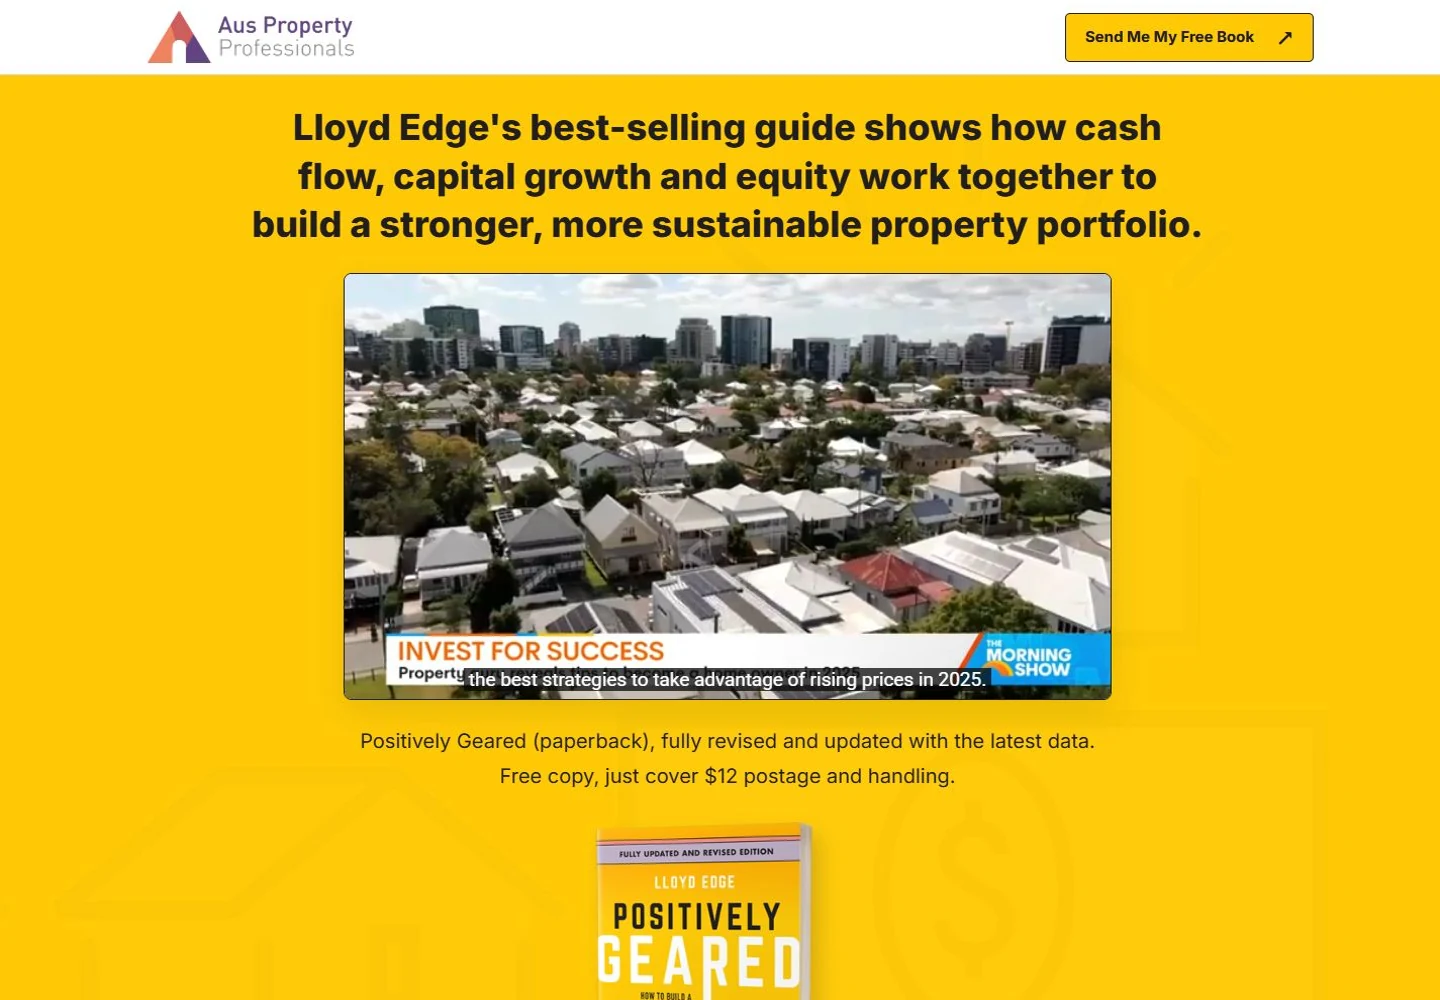 Aus Property
Professionals
Send Me My Free Book
Lloyd Edge's best-selling guide shows how cash
flow, capital growth and equity work together to
build a stronger, more sustainable property portfolio.
INVEST FOR SUCCESS
Property
the best strategies to take advantage of rising prices in 2025.
THE
MORNING
SHOW
Positively Geared (paperback), fully revised and updated with the latest data.
Free copy, just cover $12 postage and handling.
FULLY UPDATED AND REVISED EDITION
LLOYD EDGE
POSITIVELY
GEARED
HOW TO BUILD A